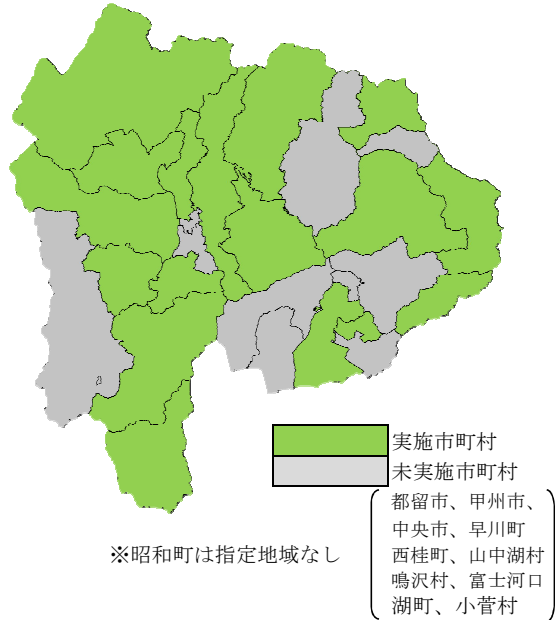 実施市町村
未実施市町村
都留市、甲州市、
中央市、早川町
西桂町、山中湖村
鳴沢村、富士河口
湖町、小菅村
※昭和町は指定地域なし